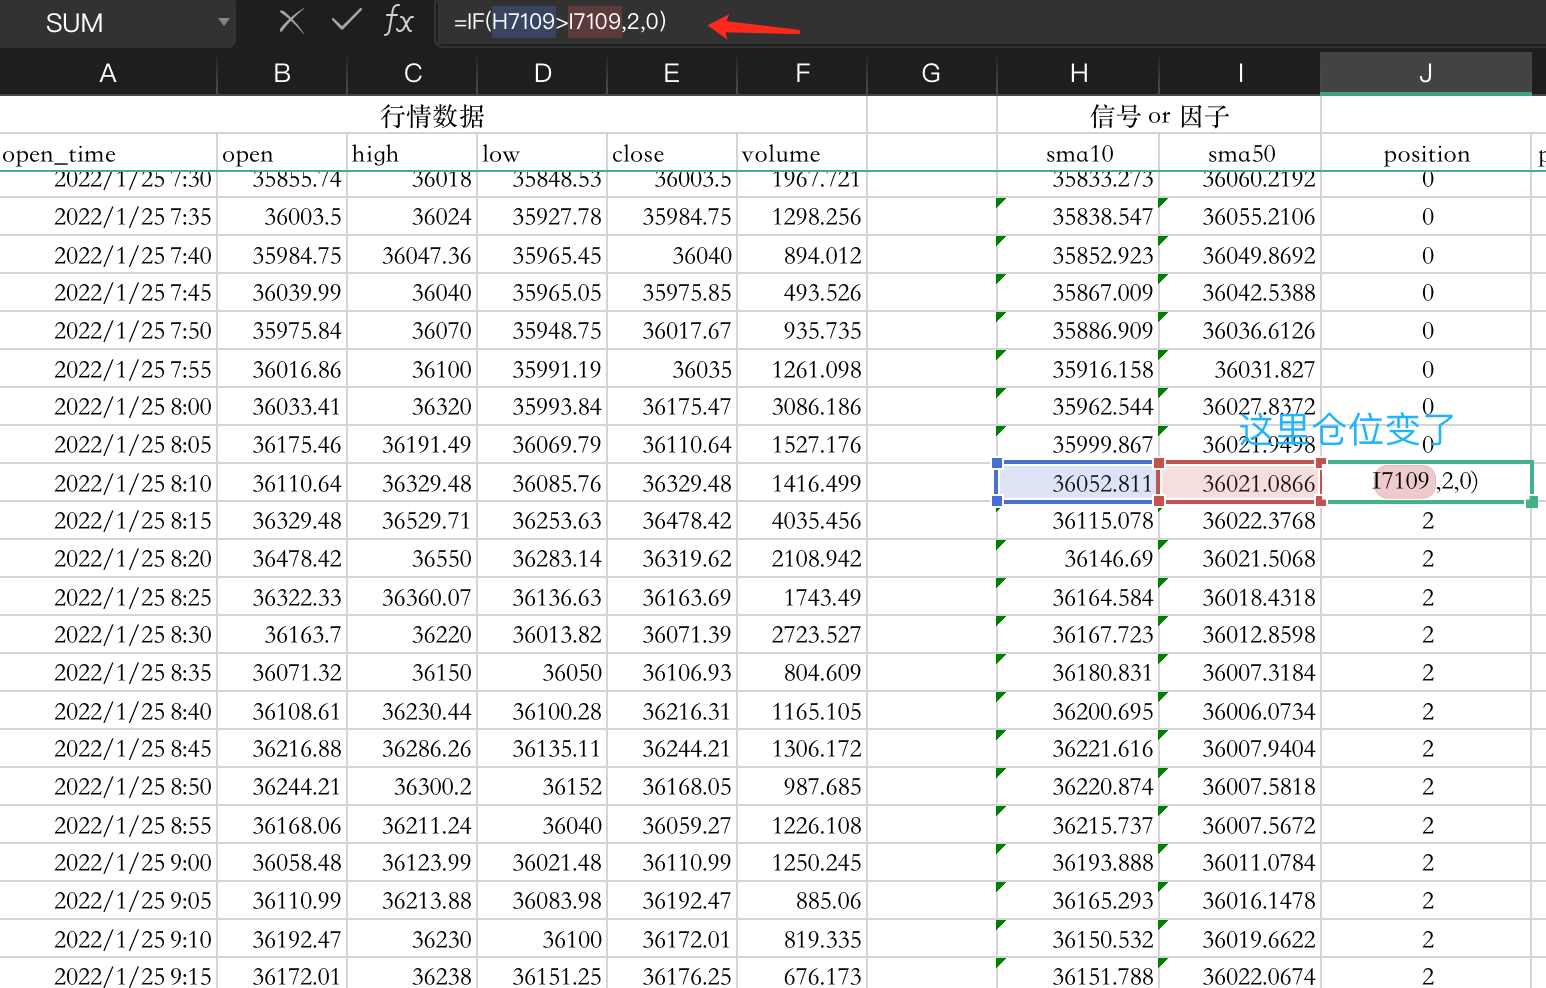 SUM fx =IF(H7109>I7109,2,0)
A B C D E F G H I J
行情数据 信号 or 因子
open_time open high low close volume sma10 sma50 position p
2022/1/25 7:30 35855.74 36018 35848.53 36003.5 1967.721 35833.273 36060.2192 0
2022/1/25 7:35 36003.5 36024 35927.78 35984.75 1298.256 35838.547 36055.2106 0
2022/1/25 7:40 35984.75 36047.36 35965.45 36040 894.012 35852.923 36049.8692 0
2022/1/25 7:45 36039.99 36040 35965.05 35975.85 493.526 35867.009 36042.5388 0
2022/1/25 7:50 35975.84 36070 35948.75 36017.67 935.735 35886.909 36036.6126 0
2022/1/25 7:55 36016.86 36100 35991.19 36035 1261.098 35916.158 36031.827 0
2022/1/25 8:00 36033.41 36320 35993.84 36175.47 3086.186 35962.544 36027.8372 0
这里仓位变了
2022/1/25 8:05 36175.46 36191.49 36069.79 36110.64 1527.176 35999.867 36021.9498 0
2022/1/25 8:10 36110.64 36329.48 36085.76 36329.48 1416.499 36052.811 36021.0866 I7109,2,0)
2022/1/25 8:15 36329.48 36529.71 36253.63 36478.42 4035.456 36115.078 36022.3768 2
2022/1/25 8:20 36478.42 36550 36283.14 36319.62 2108.942 36146.69 36021.5068 2
2022/1/25 8:25 36322.33 36360.07 36136.63 36163.69 1743.49 36164.584 36018.4318 2
2022/1/25 8:30 36163.7 36220 36013.82 36071.39 2723.527 36167.723 36012.8598 2
2022/1/25 8:35 36071.32 36150 36050 36106.93 804.609 36180.831 36007.3184 2
2022/1/25 8:40 36108.61 36230.44 36100.28 36216.31 1165.105 36200.695 36006.0734 2
2022/1/25 8:45 36216.88 36286.26 36135.11 36244.21 1306.172 36221.616 36007.9404 2
2022/1/25 8:50 36244.21 36300.2 36152 36168.05 987.685 36220.874 36007.5818 2
2022/1/25 8:55 36168.06 36211.24 36040 36059.27 1226.108 36215.737 36007.5672 2
2022/1/25 9:00 36058.48 36123.99 36021.48 36110.99 1250.245 36193.888 36011.0784 2
2022/1/25 9:05 36110.99 36213.88 36083.98 36192.47 885.06 36165.293 36016.1478 2
2022/1/25 9:10 36192.47 36230 36100 36172.01 819.335 36150.532 36019.6622 2
2022/1/25 9:15 36172.01 36238 36151.25 36176.25 676.173 36151.788 36022.0674 2